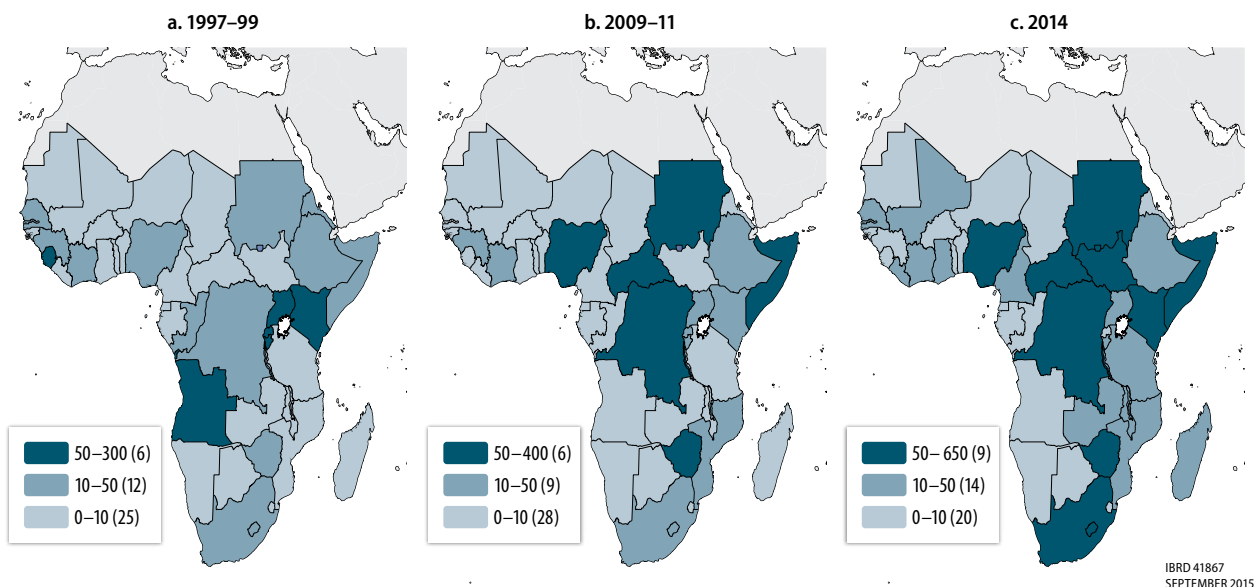 a. 1997–99
50–300 (6)
10–50 (12)
0–10 (25)
b. 2009–11
50–400 (6)
10–50 (9)
0–10 (28)
c. 2014
50–650 (9)
10–50 (14)
0–10 (20)
IBRD 41867
SEPTEMBER 2015